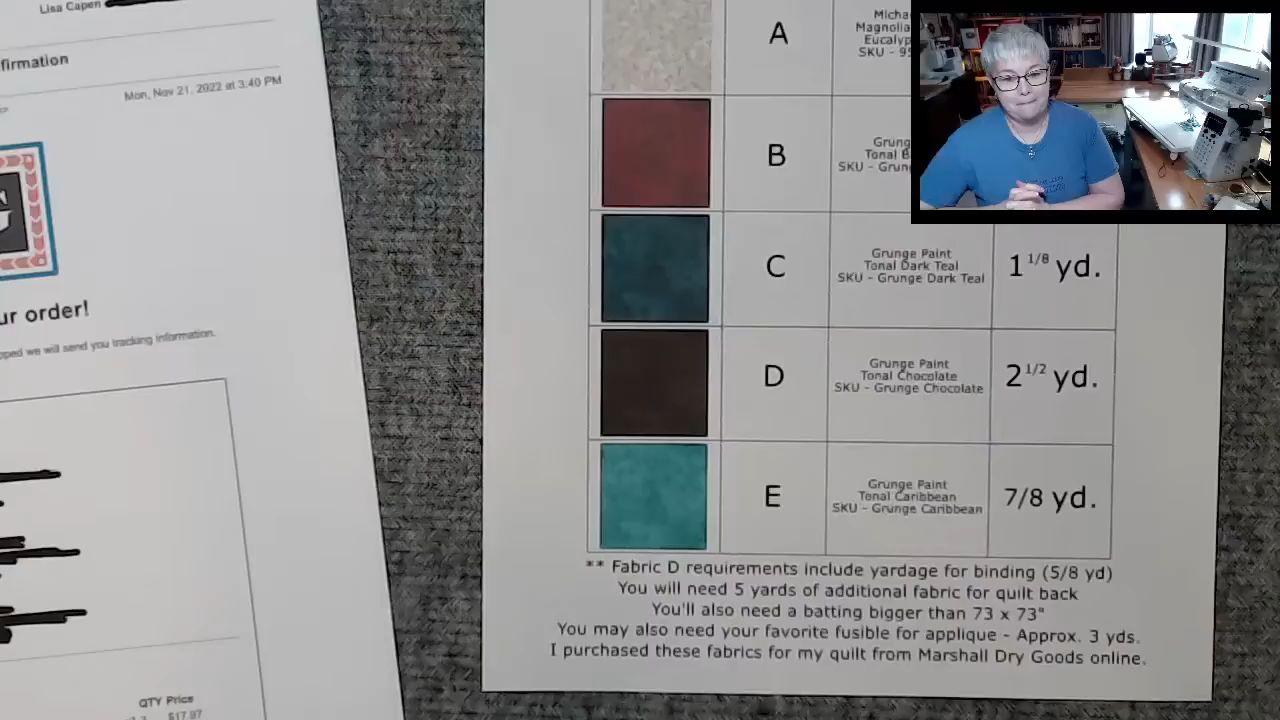 Lisa Capen
firmation
Mon, Nov 21, 2022 at 3:40 PM
ur order!
pped we will send you tracking information.
QTY Price
$17.97
A
Magnolia
SKU - 9
B
Tonal
SKU - Grun
C
Grunge Paint
Tonal Dark Teal
SKU - Grunge Dark Teal
1 1/8 yd.
D
Grunge Paint
Tonal Chocolate
SKU - Grunge Chocolate
2 1/2 yd.
E
Grunge Paint
Tonal Caribbean
SKU - Grunge Caribbean
7/8 yd.
** Fabric D requirements include yardage for binding (5/8 yd)
You will need 5 yards of additional fabric for quilt back
You'll also need a batting bigger than 73 x 73"
You may also need your favorite fusible for applique - Approx. 3 yds.
I purchased these fabrics for my quilt from Marshall Dry Goods online.